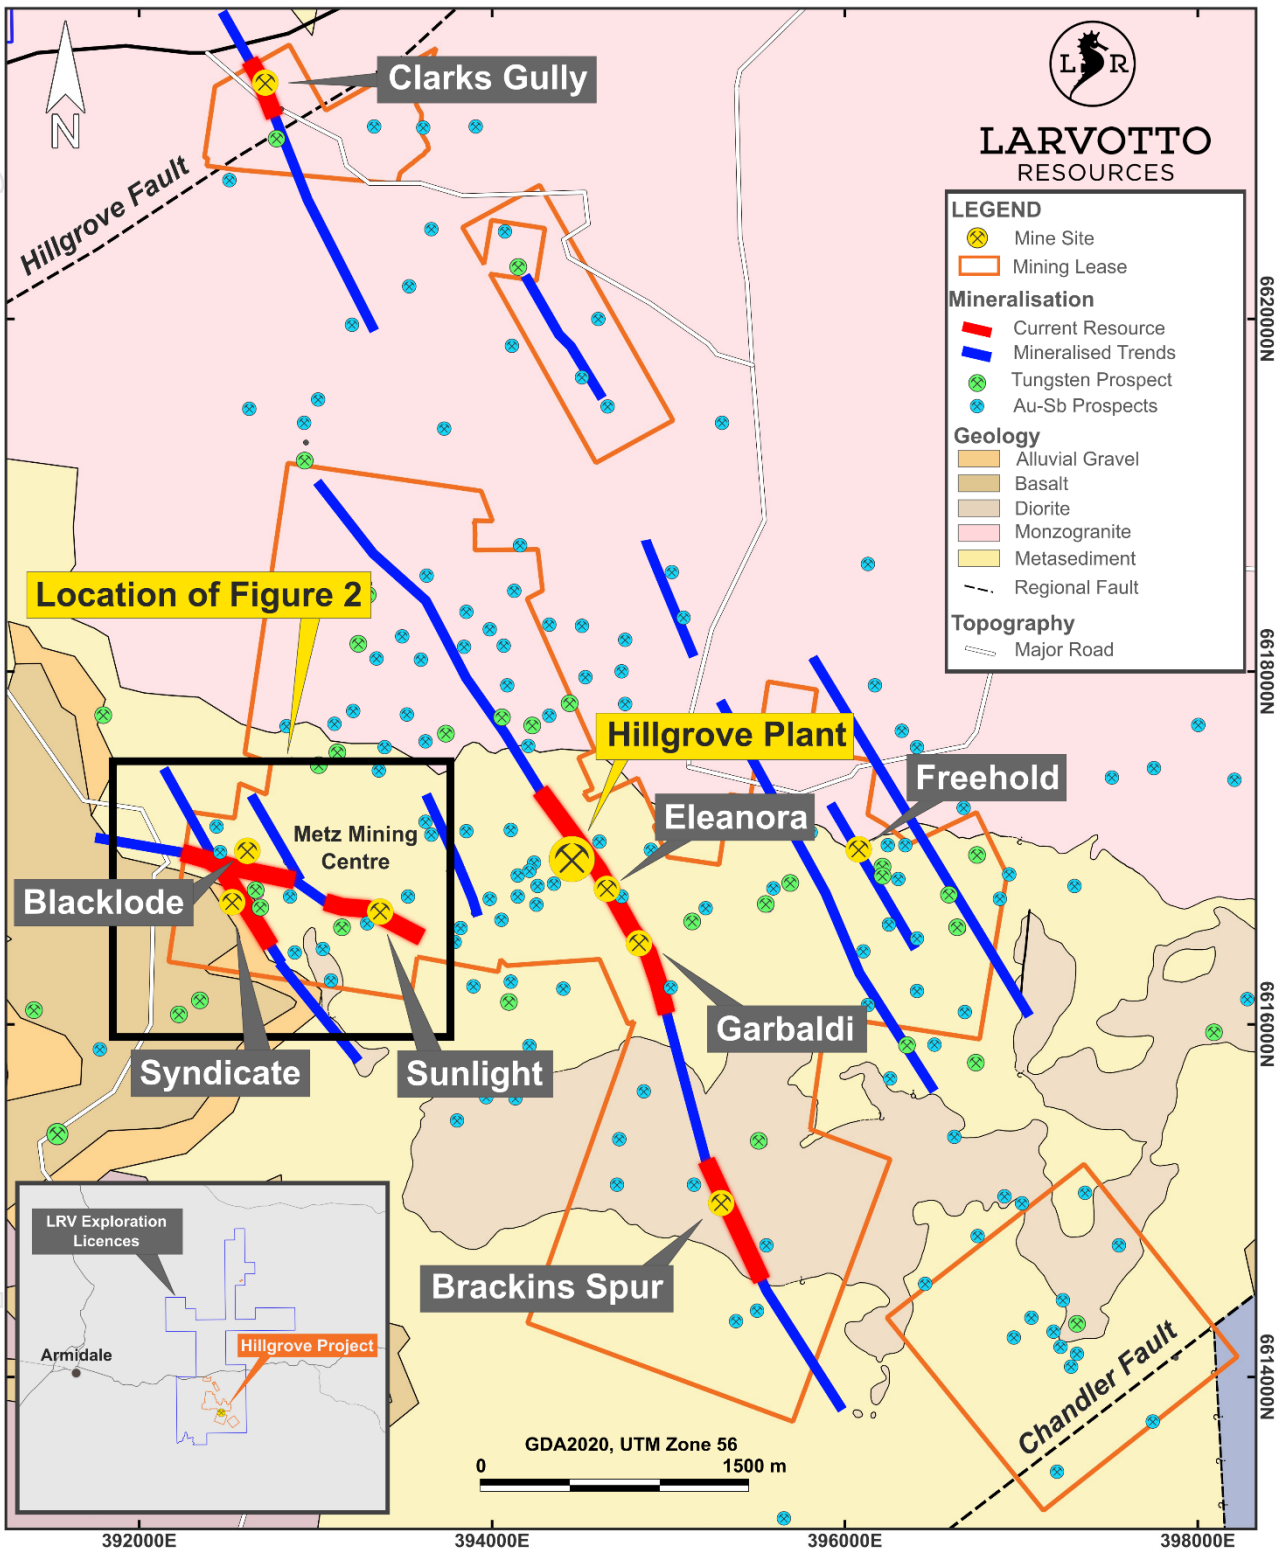 Clarks Gully
N
Hillgrove Fault
L R
LARVOTTO
RESOURCES
LEGEND
Mine Site
Mining Lease
Mineralisation
Current Resource
Mineralised Trends
Tungsten Prospect
Au-Sb Prospects
Geology
Alluvial Gravel
Basalt
Diorite
Monzogranite
Metasediment
Regional Fault
Topography
Major Road
6620000N
6618000N
6616000N
6614000N
Location of Figure 2
Hillgrove Plant
Freehold
Eleanora
Metz Mining
Centre
Blacklode
Garbaldi
Syndicate
Sunlight
Brackins Spur
LRV Exploration
Licences
Hillgrove Project
Armidale
Chandler Fault
GDA2020, UTM Zone 56
0 1500 m
392000E 394000E 396000E 398000E